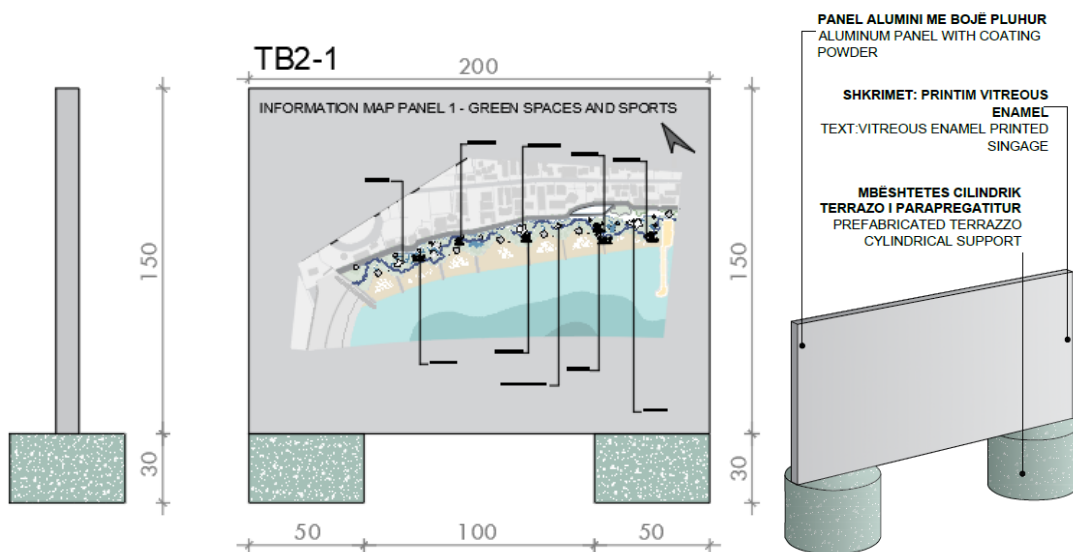 TB2-1
200
INFORMATION MAP PANEL 1 - GREEN SPACES AND SPORTS
150
30
150
30
50
100
50
PANEL ALUMINI ME BOJË PLUHUR
ALUMINUM PANEL WITH COATING
POWDER
SHKRIMET: PRINTIM VITREOUS
ENAMEL
TEXT:VITREOUS ENAMEL PRINTED
SINGAGE
MBËSHTETES CILINDRIK
TERRAZO I PARAPREGATITUR
PREFABRICATED TERRAZZO
CYLINDRICAL SUPPORT